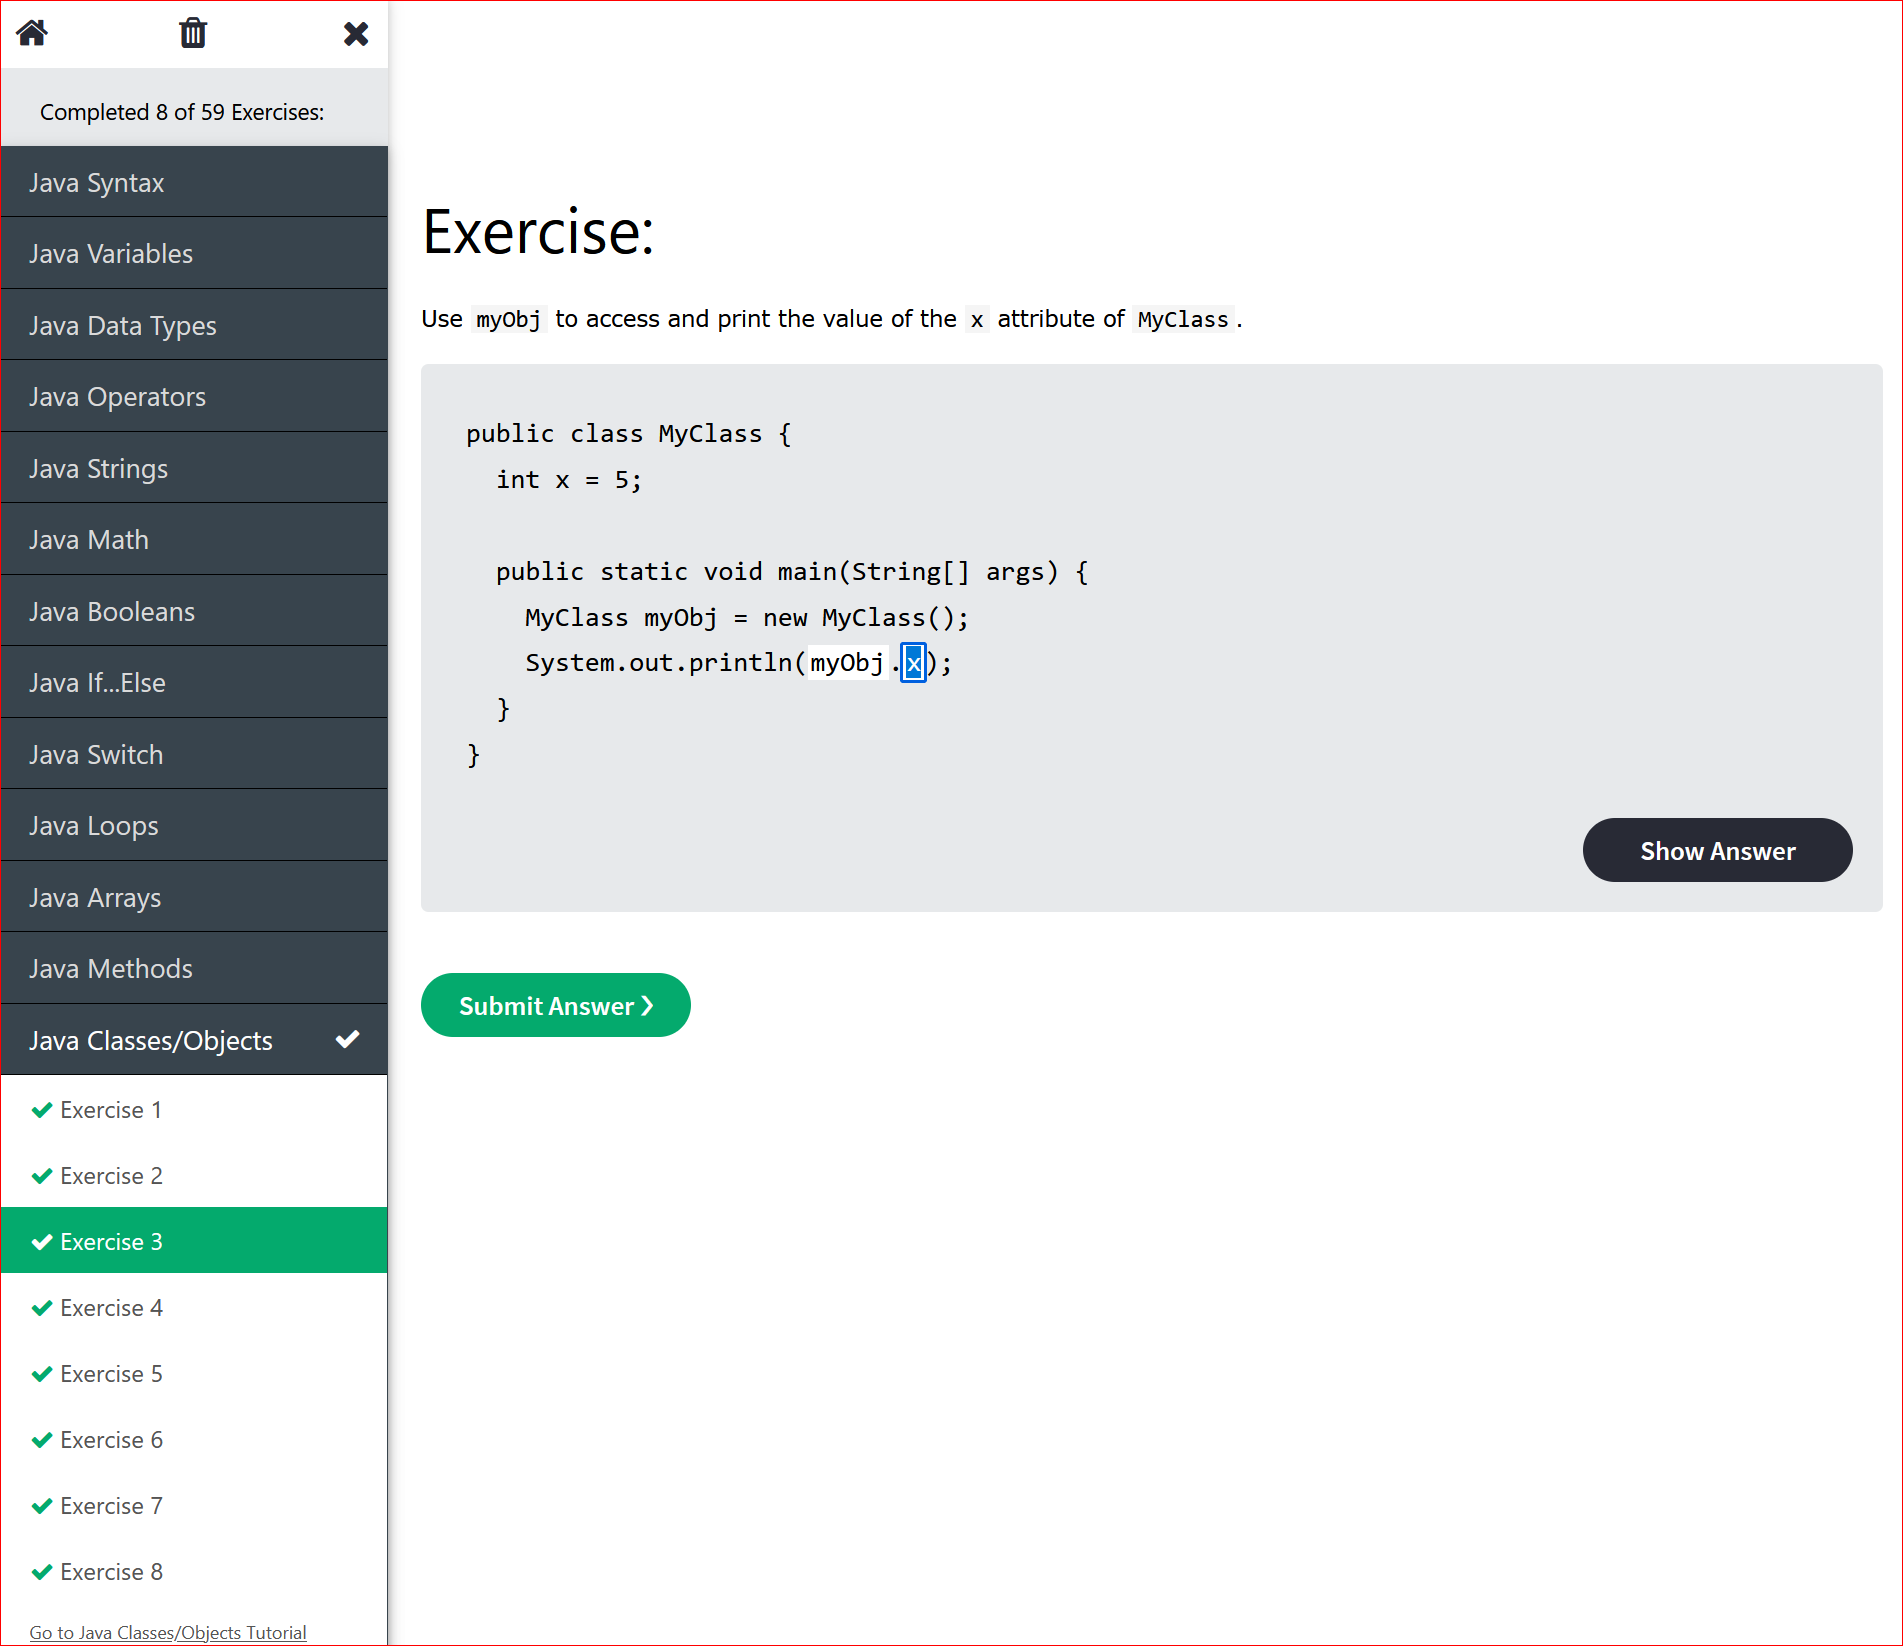 Completed 8 of 59 Exercises:
Java Syntax
Java Variables
Java Data Types
Java Operators
Java Strings
Java Math
Java Booleans
Java If...Else
Java Switch
Java Loops
Java Arrays
Java Methods
Java Classes/Objects
Exercise 1
Exercise 2
Exercise 3
Exercise 4
Exercise 5
Exercise 6
Exercise 7
Exercise 8
Go to Java Classes/Objects Tutorial
Exercise:
Use myObj to access and print the value of the x attribute of MyClass.
public class MyClass {
  int x = 5;
  public static void main(String[] args) {
    MyClass myObj = new MyClass();
    System.out.println(myObj.x);
  }
}
Show Answer
Submit Answer ❯